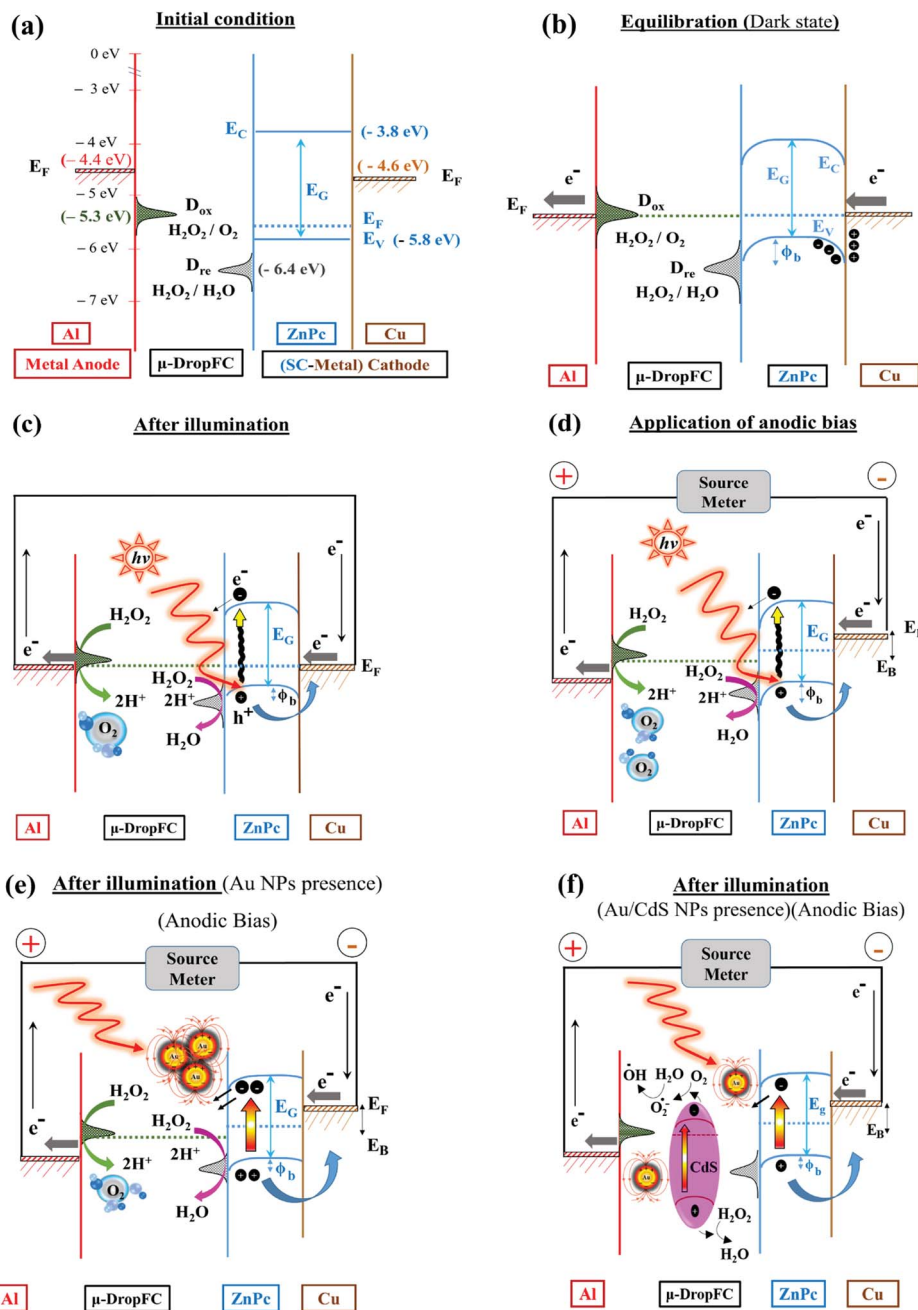 (a)
Initial condition
0 eV
– 3 eV
– 4 eV
(– 4.4 eV)
E_F
– 5 eV
(– 5.3 eV)
– 6 eV
– 7 eV
D_ox
H₂O₂ / O₂
D_re
H₂O₂ / H₂O
(- 6.4 eV)
E_C
(- 3.8 eV)
(- 4.6 eV)
E_F
E_G
E_F
E_V (- 5.8 eV)
Al
ZnPc
Cu
Metal Anode
µ-DropFC
(SC-Metal) Cathode
(b)
Equilibration (Dark state)
e⁻
E_F
D_ox
H₂O₂ / O₂
D_re
H₂O₂ / H₂O
E_G
E_C
E_V
ϕ_b
e⁻
Al
µ-DropFC
ZnPc
Cu
(c)
After illumination
hν
e⁻
e⁻
H₂O₂
E_G
e⁻
e⁻
E_F
H₂O₂
2H⁺
2H⁺
ϕ_b
h⁺
O₂
H₂O
Al
µ-DropFC
ZnPc
Cu
(d)
Application of anodic bias
+
Source
Meter
-
hν
e⁻
e⁻
H₂O₂
E_G
e⁻
E_B
e⁻
H₂O₂
2H⁺
2H⁺
ϕ_b
O₂
H₂O
O₂
Al
µ-DropFC
ZnPc
Cu
(e)
After illumination (Au NPs presence)
(Anodic Bias)
+
Source
Meter
-
e⁻
Au
Au
Au
H₂O₂
E_G
e⁻
E_F
e⁻
H₂O₂
E_B
2H⁺
2H⁺
ϕ_b
O₂
H₂O
Al
µ-DropFC
ZnPc
Cu
(f)
After illumination
(Au/CdS NPs presence)(Anodic Bias)
+
Source
Meter
-
e⁻
ȮH
H₂O
O₂
Au
O₂•⁻
E_g
e⁻
E_B
e⁻
Au
CdS
ϕ_b
H₂O₂
H₂O
Al
µ-DropFC
ZnPc
Cu